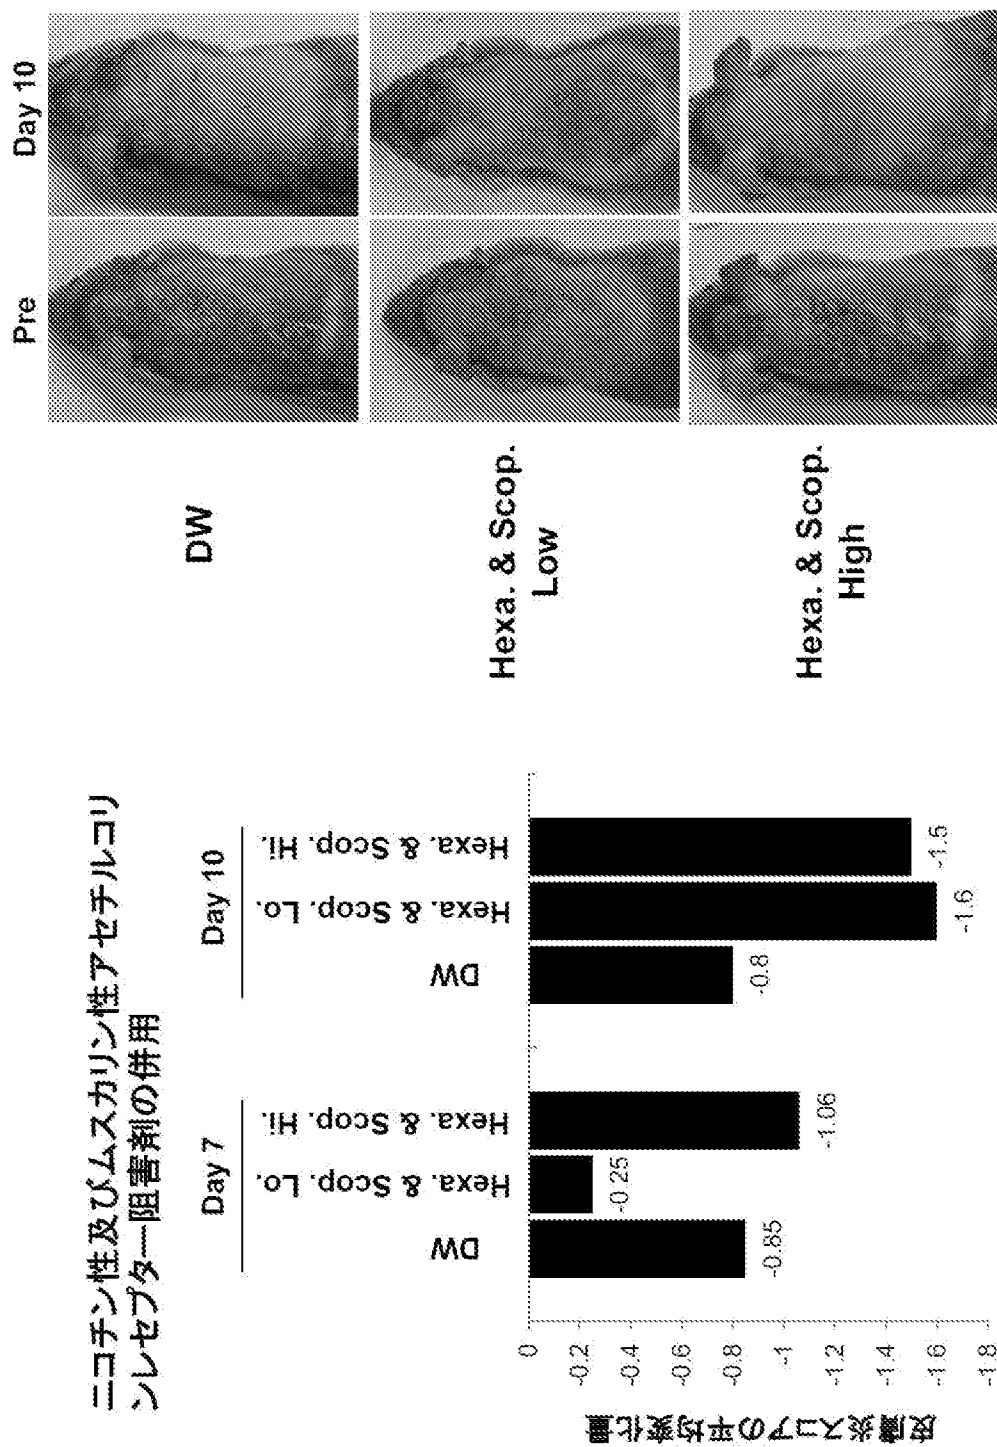 ニコチン性及びムスカリン性アセチルコリ
ンレセプター阻害剤の併用
Day 7
Day 10
DW
Hexa. & Scop. Lo.
Hexa. & Scop. Hi.
DW
Hexa. & Scop. Lo.
Hexa. & Scop. Hi.
皮膚炎スコアの平均変化量
0
-0.2
-0.4
-0.6
-0.8
-1
-1.2
-1.4
-1.6
-1.8
-0.85
-0.25
-1.06
-0.8
-1.6
-1.5
Pre
Day 10
DW
Hexa. & Scop.
Low
Hexa. & Scop.
High